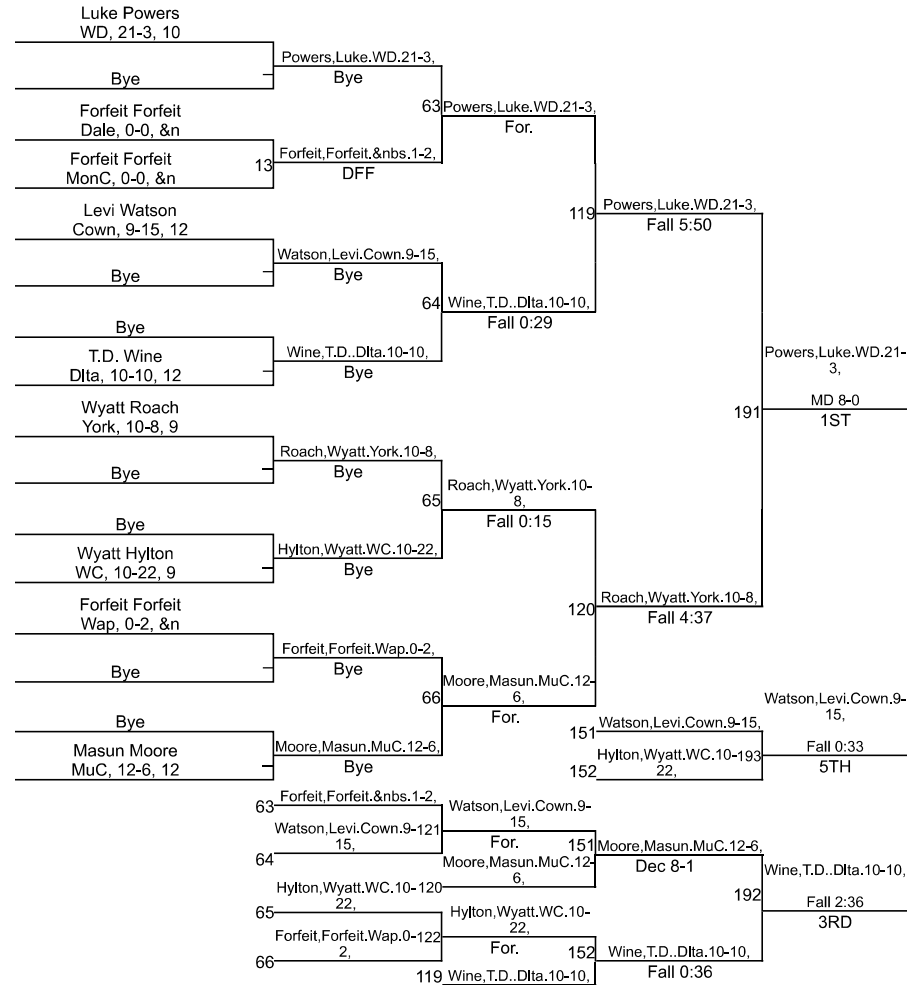 Luke Powers
WD, 21-3, 10
Powers,Luke.WD.21-3,
Bye
Bye
63
Powers,Luke.WD.21-3,
For.
Forfeit Forfeit
Dale, 0-0, &n
Forfeit Forfeit
MonC, 0-0, &n
13
Forfeit,Forfeit.&nbs.1-2,
DFF
119
Powers,Luke.WD.21-3,
Fall 5:50
Levi Watson
Cown, 9-15, 12
Watson,Levi.Cown.9-15,
Bye
Bye
64
Wine,T.D..Dlta.10-10,
Fall 0:29
Bye
T.D. Wine
Dlta, 10-10, 12
Wine,T.D..Dlta.10-10,
Bye
191
Powers,Luke.WD.21-
3,
MD 8-0
1ST
Wyatt Roach
York, 10-8, 9
Roach,Wyatt.York.10-8,
Bye
Bye
65
Roach,Wyatt.York.10-
8,
Fall 0:15
Bye
Wyatt Hylton
WC, 10-22, 9
Hylton,Wyatt.WC.10-22,
Bye
120
Roach,Wyatt.York.10-8,
Fall 4:37
Forfeit Forfeit
Wap, 0-2, &n
Forfeit,Forfeit.Wap.0-2,
Bye
Bye
66
Moore,Masun.MuC.12-
6,
For.
Bye
Masun Moore
MuC, 12-6, 12
Moore,Masun.MuC.12-6,
Bye
151
Watson,Levi.Cown.9-15,
152
Hylton,Wyatt.WC.10-
22,
193
Watson,Levi.Cown.9-
15,
Fall 0:33
5TH
63
Forfeit,Forfeit.&nbs.1-2,
64
Watson,Levi.Cown.9-
15,
121
Watson,Levi.Cown.9-
15,
For.
120
Moore,Masun.MuC.12-
6,
151
Moore,Masun.MuC.12-6,
Dec 8-1
65
Hylton,Wyatt.WC.10-
22,
66
Forfeit,Forfeit.Wap.0-
2,
122
Hylton,Wyatt.WC.10-
22,
For.
119
Wine,T.D..Dlta.10-10,
152
Wine,T.D..Dlta.10-10,
Fall 0:36
192
Wine,T.D..Dlta.10-10,
Fall 2:36
3RD